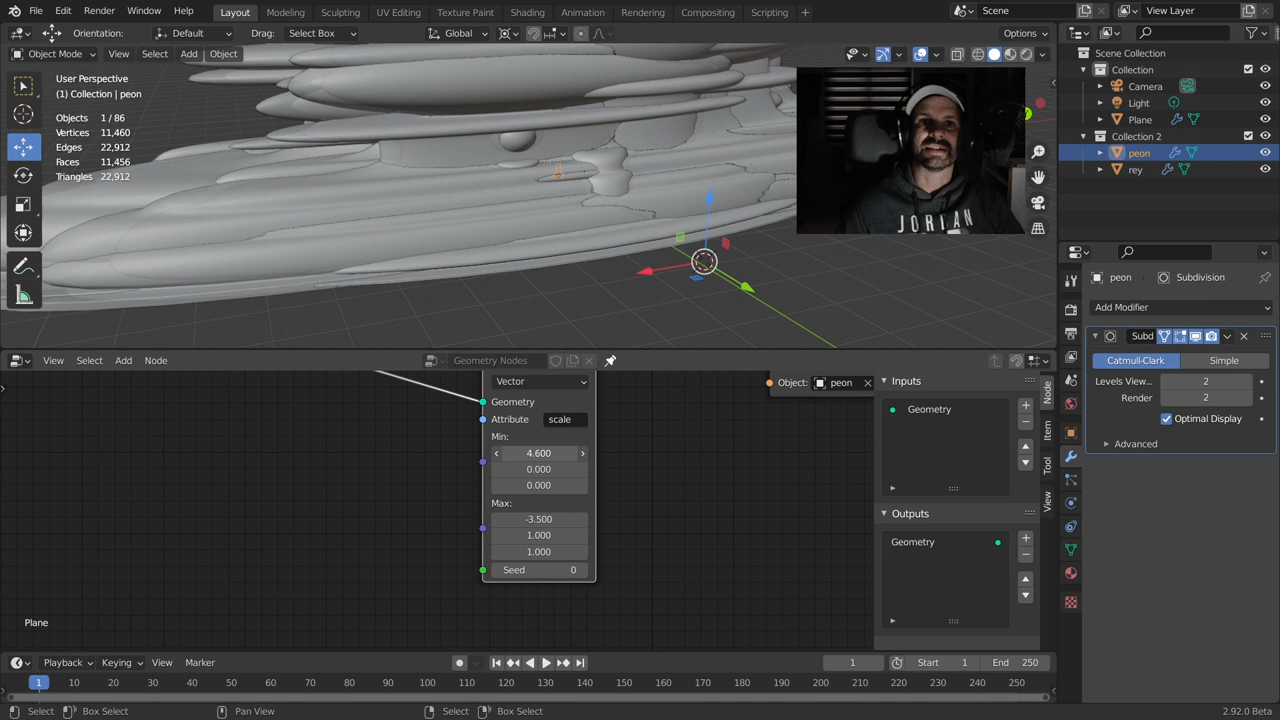 File Edit Render Window Help Layout Modeling Sculpting UV Editing Texture Paint Shading Animation Rendering Compositing Scripting + Scene View Layer
Orientation: Default Drag: Select Box Global Options
Object Mode View Select Add Object
User Perspective
(1) Collection | peon
Objects 1 / 86
Vertices 11,460
Edges 22,912
Faces 11,456
Triangles 22,912
JORDAN
Scene Collection
Collection
Camera
Light
Plane
Collection 2
peon
rey
peon Subdivision
Add Modifier
Subd
Catmull-Clark Simple
Levels View... 2
Render 2
Optimal Display
Advanced
View Select Add Node Geometry Nodes
Vector
Geometry
Attribute scale
Min:
4.600
0.000
0.000
Max:
-3.500
1.000
1.000
Seed 0
Object: peon
Inputs
Geometry
Outputs
Geometry
Node
Item
Tool
View
Plane
Playback Keying View Marker 1 Start 1 End 250
1 10 20 30 40 50 60 70 80 90 100 110 120 130 140 150 160 170 180 190 200 210 220 230 240 250
Select Box Select Pan View Select Box Select 2.92.0 Beta